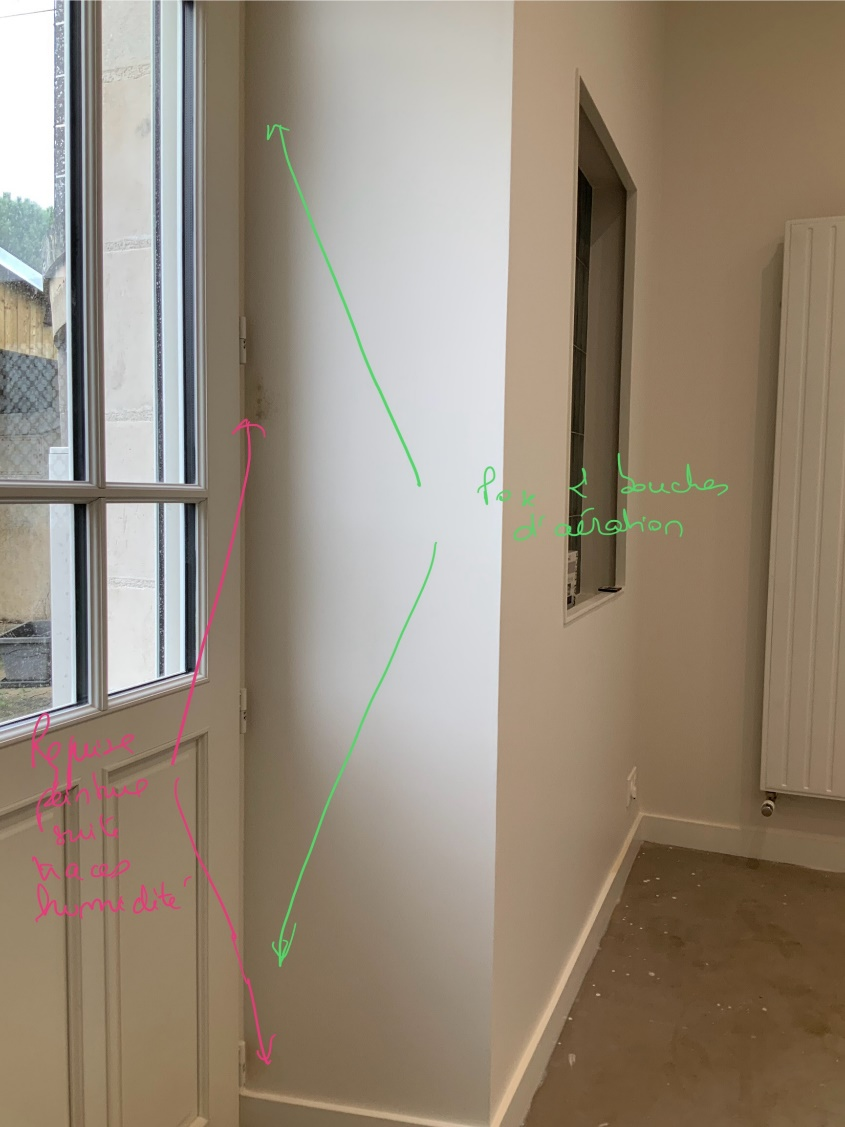 Pose 2 bouches
d'aération
Reprise
peinture
suite
traces
humidité